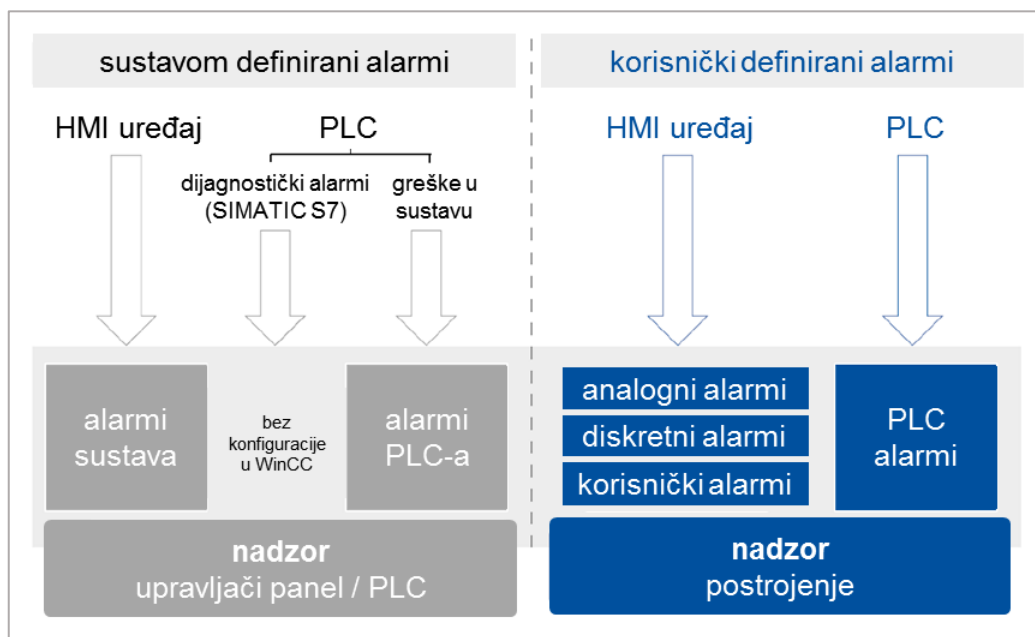 sustavom definirani alarmi
HMI uređaj
PLC
dijagnostički alarmi
(SIMATIC S7)
greške u
sustavu
alarmi
sustava
bez
konfiguracije
u WinCC
alarmi
PLC-a
nadzor
upravljači panel / PLC
korisnički definirani alarmi
HMI uređaj
PLC
analogni alarmi
diskretni alarmi
korisnički alarmi
PLC
alarmi
nadzor
postrojenje